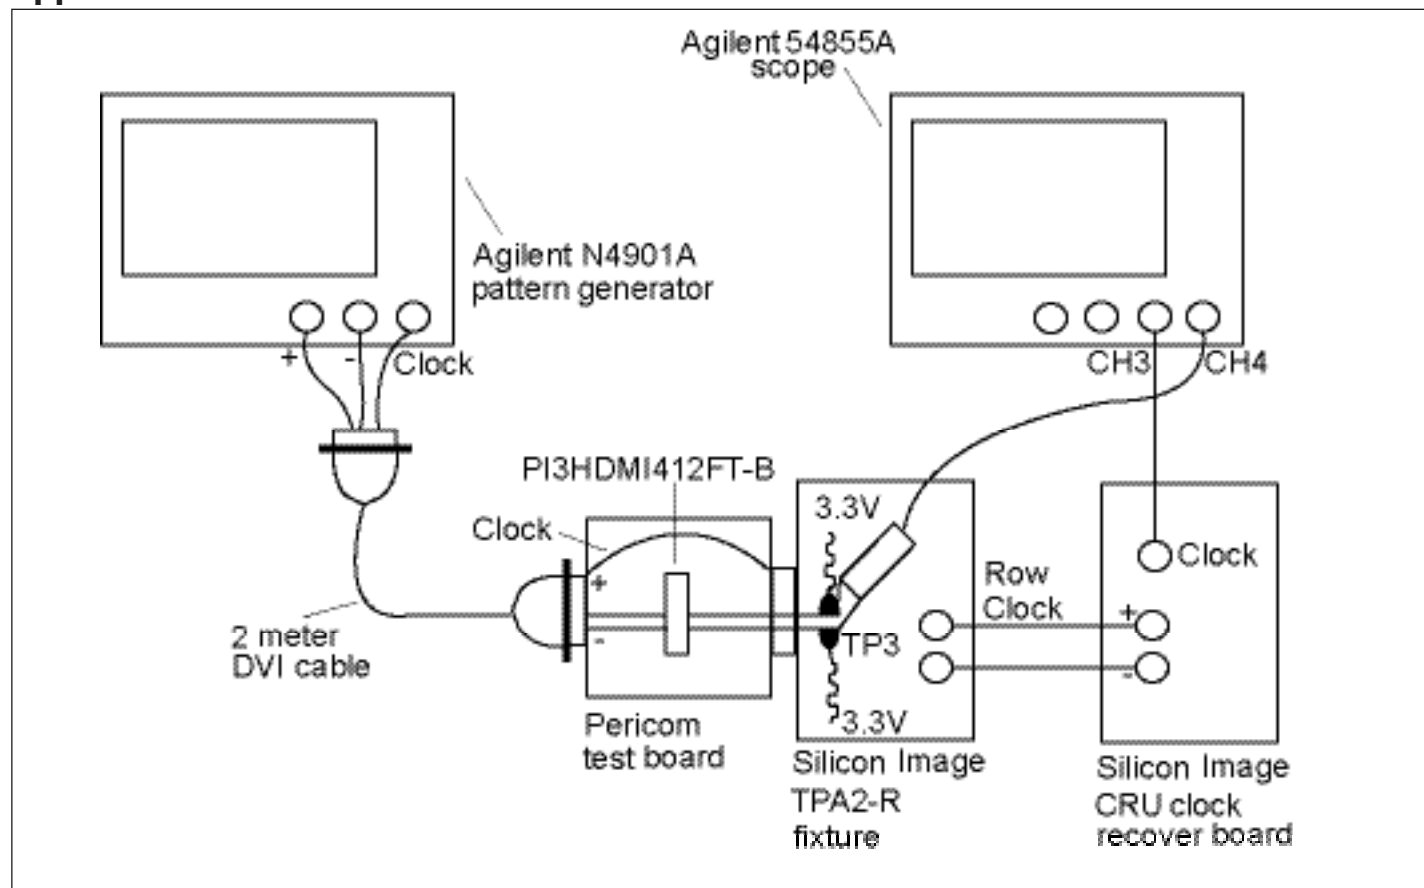 Agilent 54855A
scope
Agilent N4901A
pattern generator
+
-
Clock
CH3
CH4
PI3HDMI412FT-B
Clock
+
-
3.3V
TP3
3.3V
Row
Clock
Clock
+
-
2 meter
DVI cable
Pericom
test board
Silicon Image
TPA2-R
fixture
Silicon Image
CRU clock
recover board